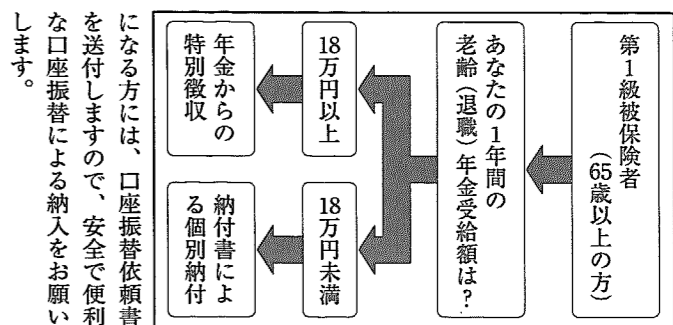 第1級被保険者
(65歳以上の方)
あなたの1年間の
老齢(退職)年金受給額は?
18万円以上
年金からの
特別徴収
18万円未満
納付書によ
る個別納付
になる方には、口座振替依頼書
を送付しますので、安全で便利
な口座振替による納入をお願い
します。